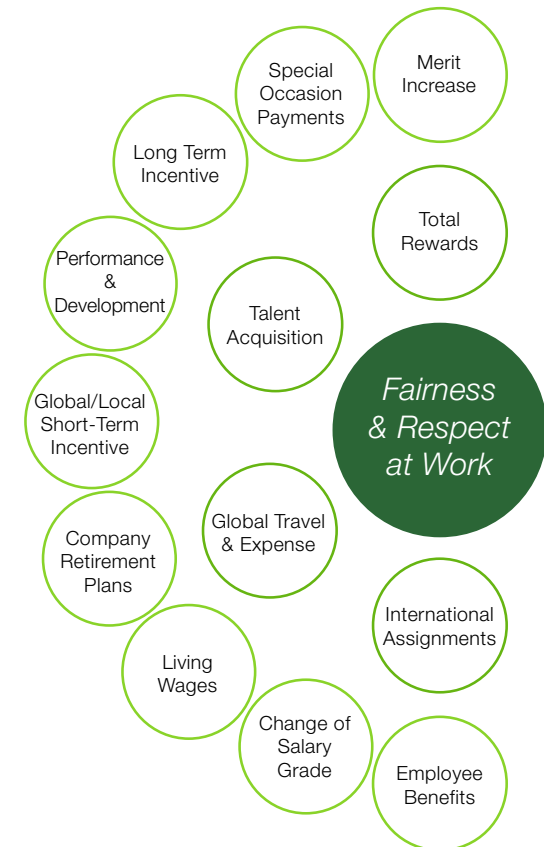 Special
Occasion
Payments
Merit
Increase
Long Term
Incentive
Total
Rewards
Performance
&
Development
Talent
Acquisition
Global/Local
Short-Term
Incentive
Fairness
& Respect
at Work
Company
Retirement
Plans
Global Travel
& Expense
International
Assignments
Living
Wages
Change of
Salary
Grade
Employee
Benefits